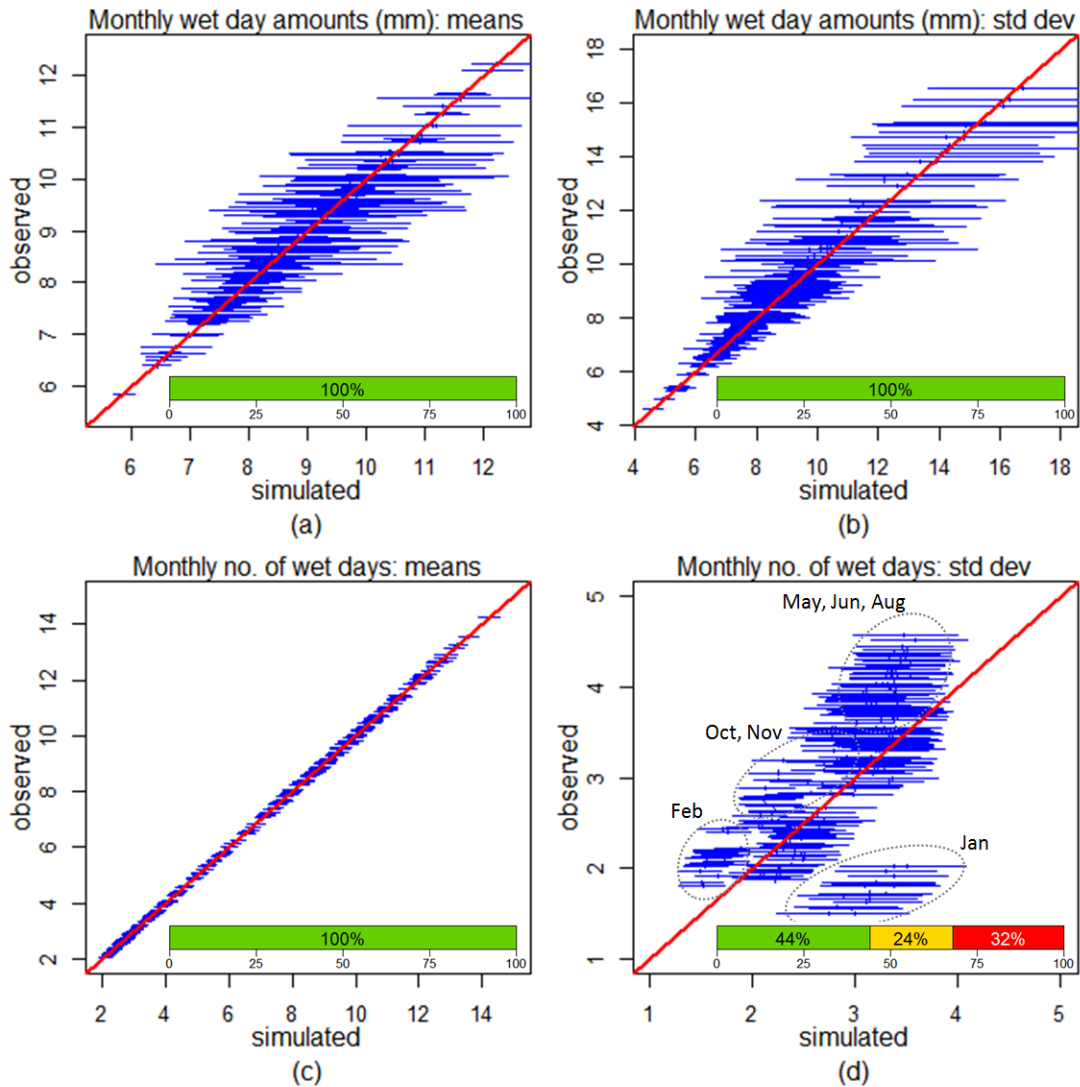 Monthly wet day amounts (mm): means
12
11
10
9
8
7
6
observed
100%
0 25 50 75 100
6 7 8 9 10 11 12
simulated
(a)
Monthly wet day amounts (mm): std dev
18
16
14
12
10
8
6
4
observed
100%
0 25 50 75 100
4 6 8 10 12 14 16 18
simulated
(b)
Monthly no. of wet days: means
14
12
10
8
6
4
2
observed
100%
0 25 50 75 100
2 4 6 8 10 12 14
simulated
(c)
Monthly no. of wet days: std dev
5
4
3
2
1
observed
May, Jun, Aug
Oct, Nov
Feb
Jan
44% 24% 32%
0 25 50 75 100
1 2 3 4 5
simulated
(d)